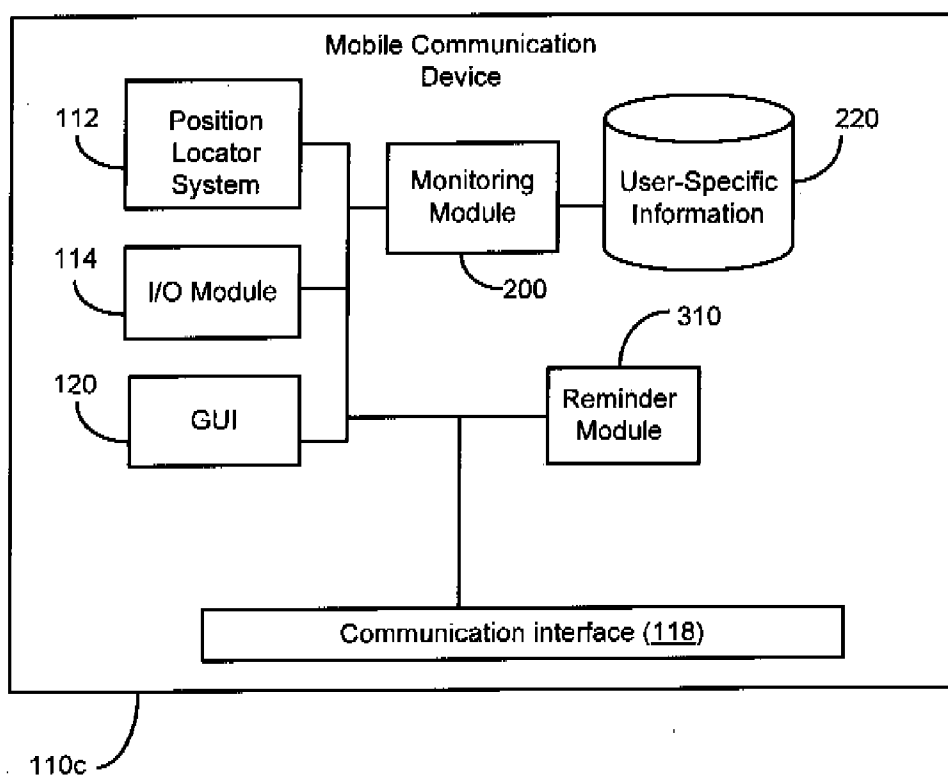 Mobile Communication
Device
112
Position
Locator
System
Monitoring
Module
200
User-Specific
Information
220
114
I/O Module
310
120
GUI
Reminder
Module
Communication interface (118)
110c